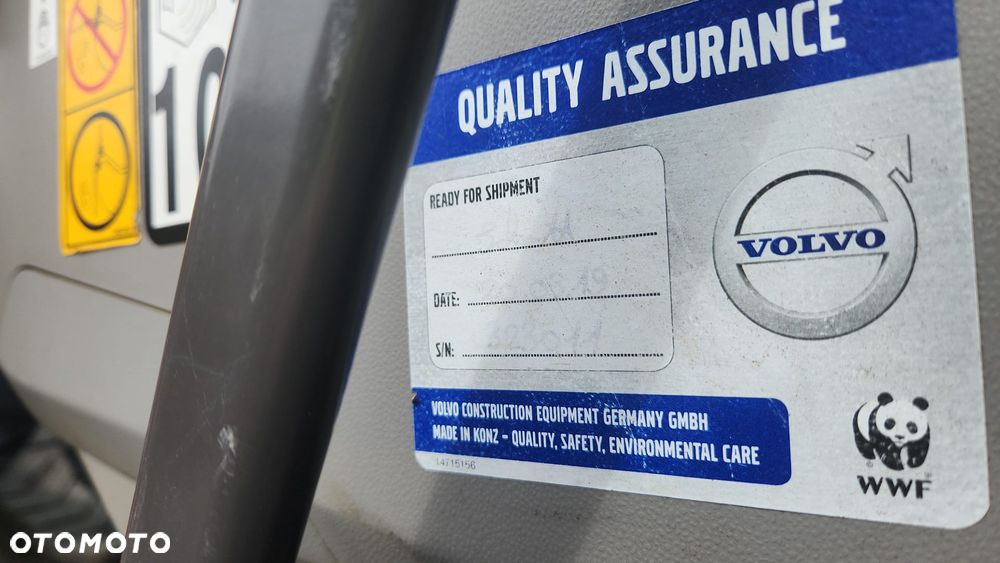 QUALITY ASSURANCE
READY FOR SHIPMENT
DATE:
S/N:
VOLVO
VOLVO CONSTRUCTION EQUIPMENT GERMANY GMBH
MADE IN KONZ – QUALITY, SAFETY, ENVIRONMENTAL CARE
14715156
WWF
10
OTOMOTO